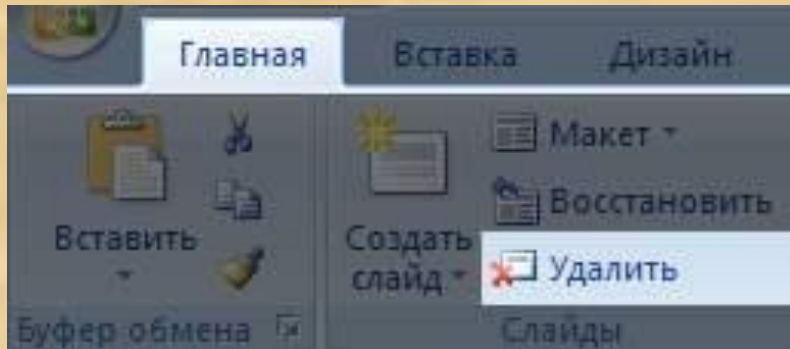 Главная Вставка Дизайн
Макет
Восстановить
Вставить
Создать
слайд
Удалить
Буфер обмена
Слайды